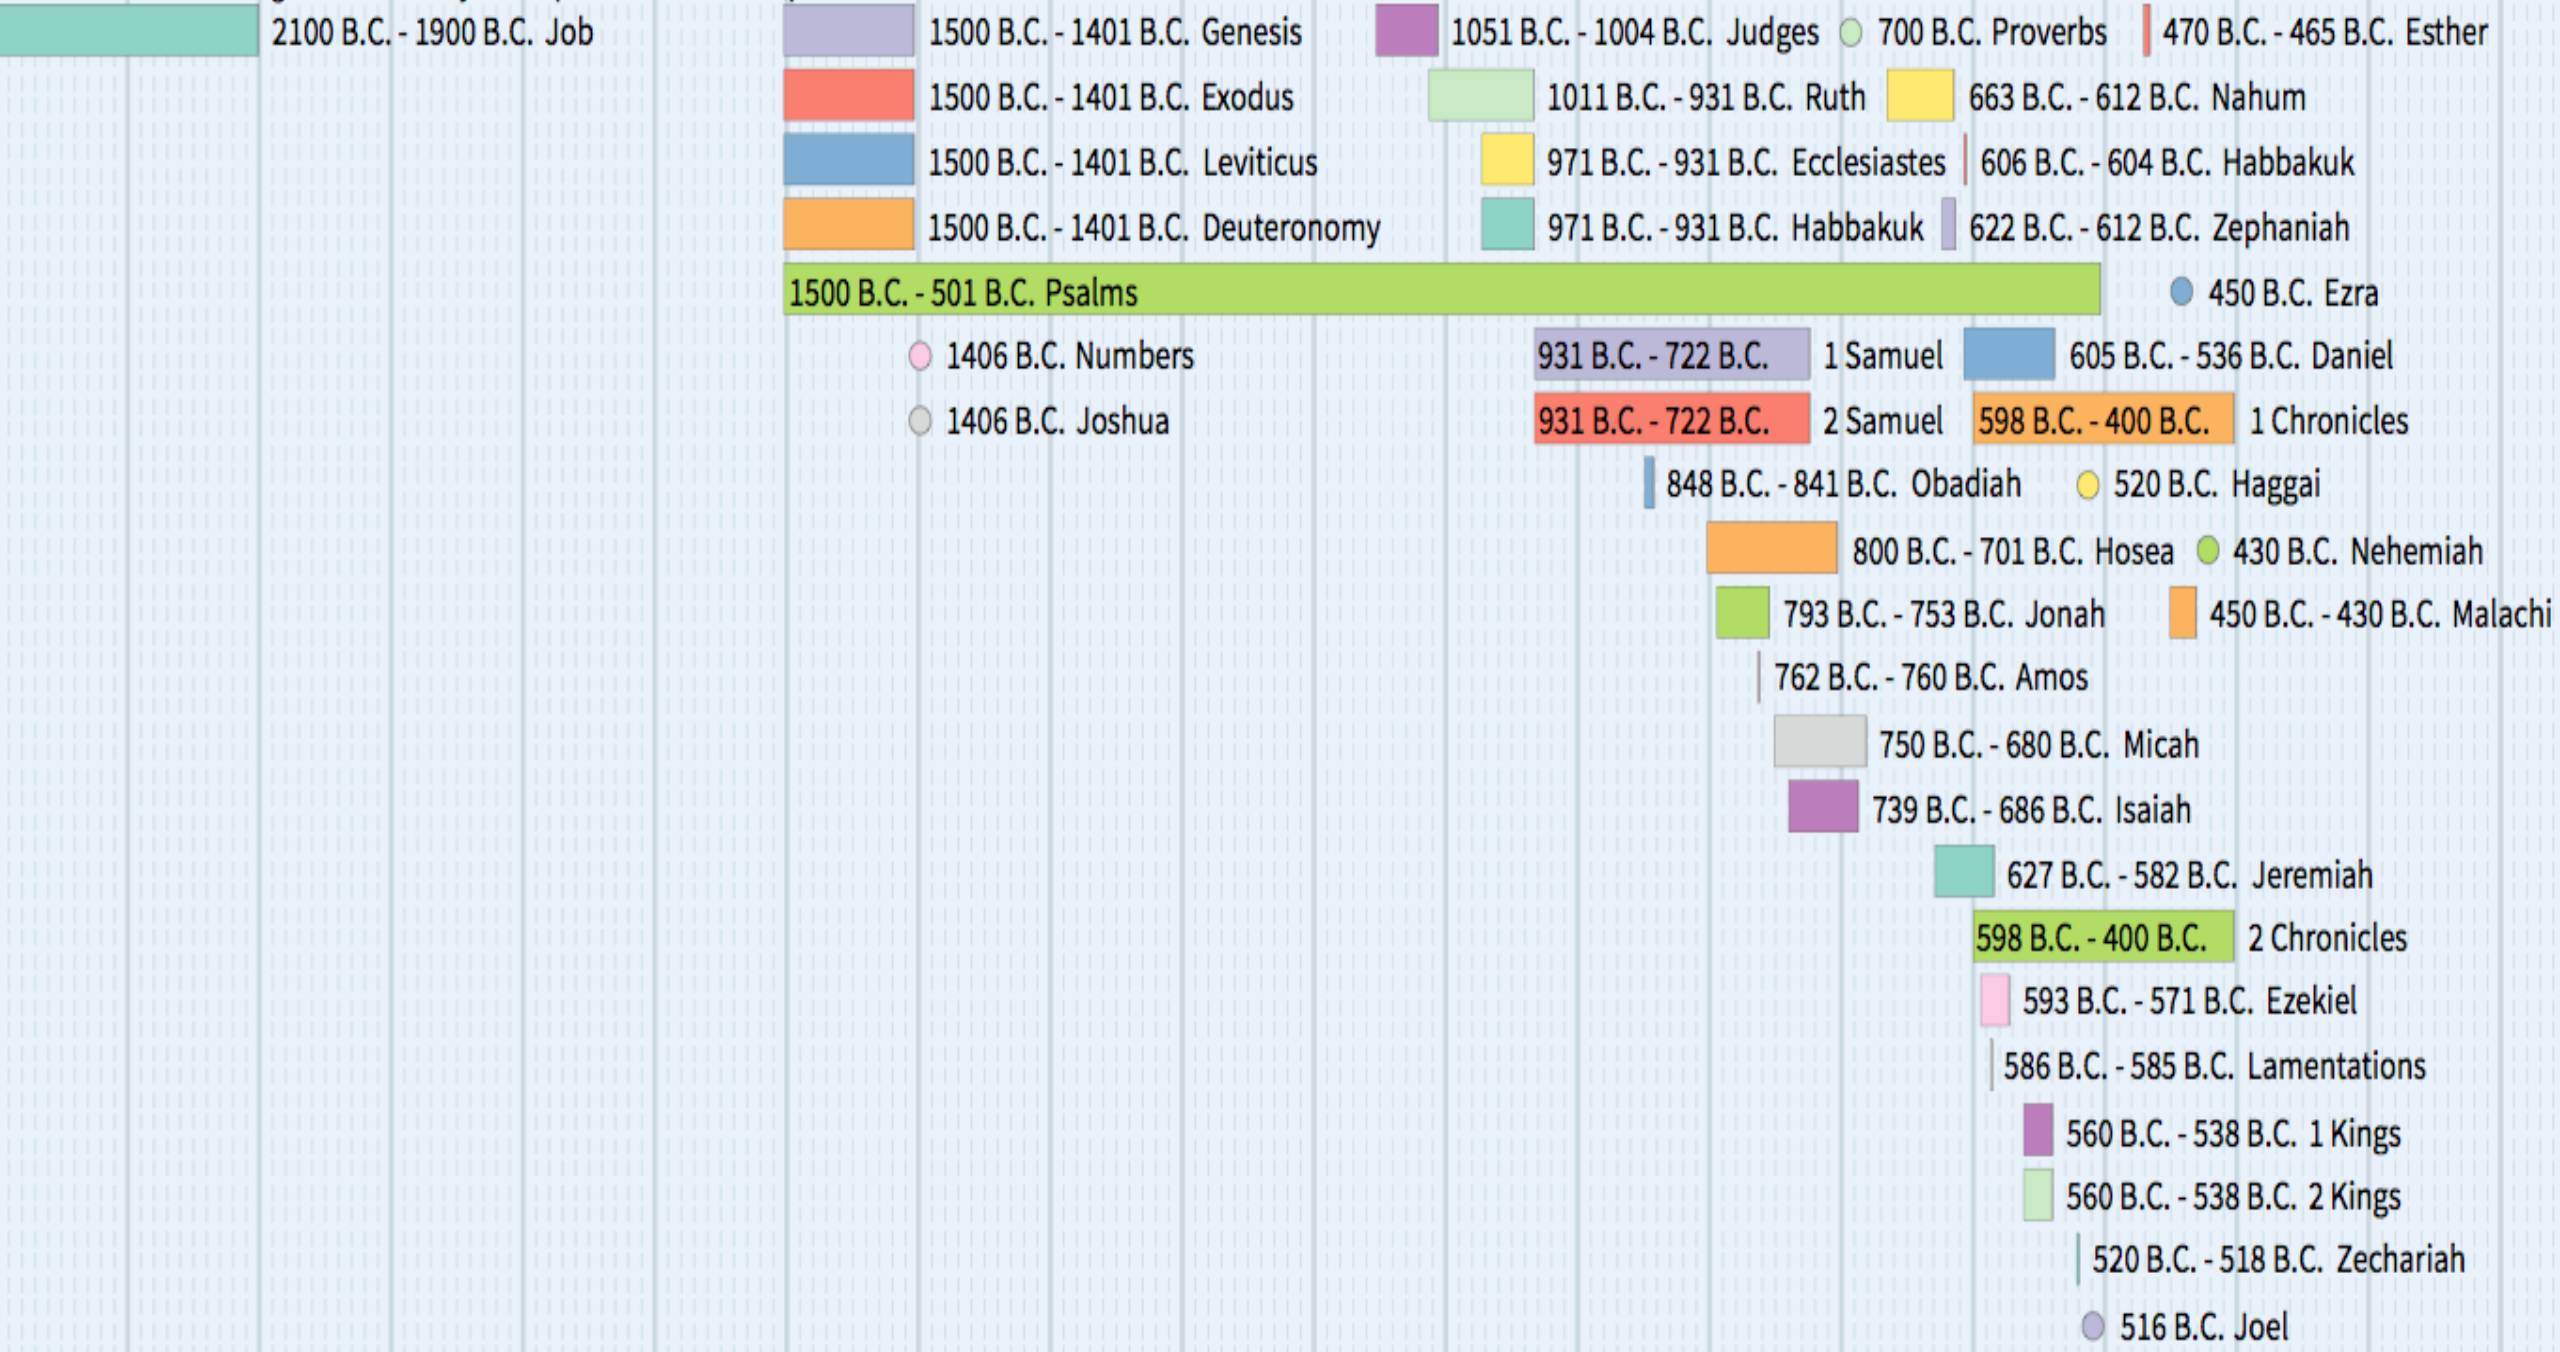 2100 B.C. - 1900 B.C. Job
1500 B.C. - 1401 B.C. Genesis
1051 B.C. - 1004 B.C. Judges
700 B.C. Proverbs
470 B.C. - 465 B.C. Esther
1500 B.C. - 1401 B.C. Exodus
1011 B.C. - 931 B.C. Ruth
663 B.C. - 612 B.C. Nahum
1500 B.C. - 1401 B.C. Leviticus
971 B.C. - 931 B.C. Ecclesiastes
606 B.C. - 604 B.C. Habbakuk
1500 B.C. - 1401 B.C. Deuteronomy
971 B.C. - 931 B.C. Habbakuk
622 B.C. - 612 B.C. Zephaniah
1500 B.C. - 501 B.C. Psalms
450 B.C. Ezra
1406 B.C. Numbers
931 B.C. - 722 B.C. 1 Samuel
605 B.C. - 536 B.C. Daniel
1406 B.C. Joshua
931 B.C. - 722 B.C. 2 Samuel
598 B.C. - 400 B.C. 1 Chronicles
848 B.C. - 841 B.C. Obadiah
520 B.C. Haggai
800 B.C. - 701 B.C. Hosea
430 B.C. Nehemiah
793 B.C. - 753 B.C. Jonah
450 B.C. - 430 B.C. Malachi
762 B.C. - 760 B.C. Amos
750 B.C. - 680 B.C. Micah
739 B.C. - 686 B.C. Isaiah
627 B.C. - 582 B.C. Jeremiah
598 B.C. - 400 B.C. 2 Chronicles
593 B.C. - 571 B.C. Ezekiel
586 B.C. - 585 B.C. Lamentations
560 B.C. - 538 B.C. 1 Kings
560 B.C. - 538 B.C. 2 Kings
520 B.C. - 518 B.C. Zechariah
516 B.C. Joel